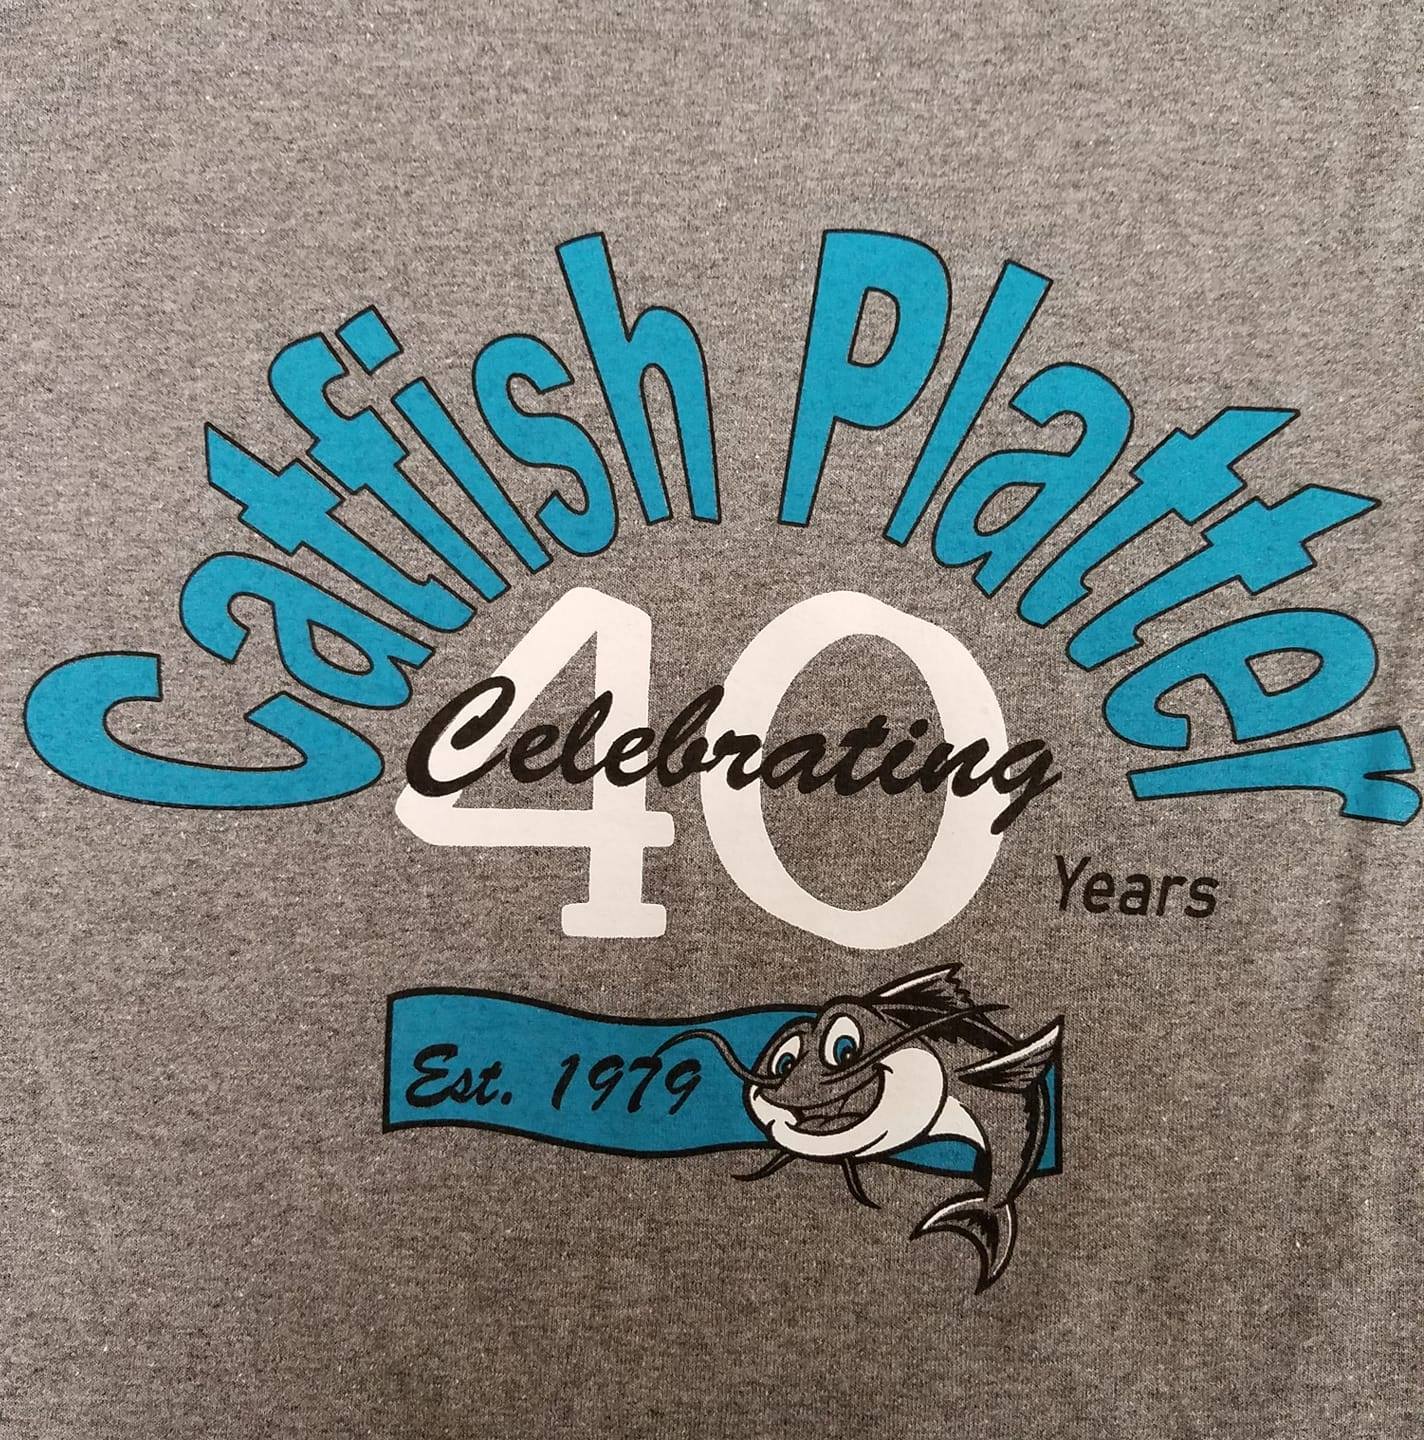 Catfish Platter
40
Celebrating
Years
Est. 1979